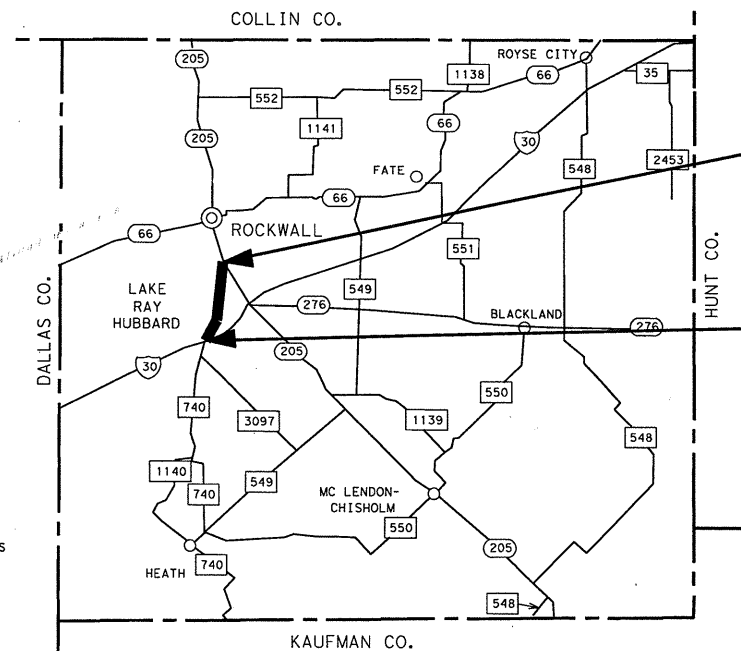 COLLIN CO.
ROYSE CITY
205
1138
66
35
552
552
1141
66
30
205
548
2453
FATE
66
ROCKWALL
66
551
HUNT CO.
LAKE
RAY
HUBBARD
549
276
BLACKLAND
276
DALLAS CO.
205
30
740
550
3097
1139
548
1140
740
549
MC LENDON-
CHISHOLM
550
205
S
HEATH
740
548
KAUFMAN CO.